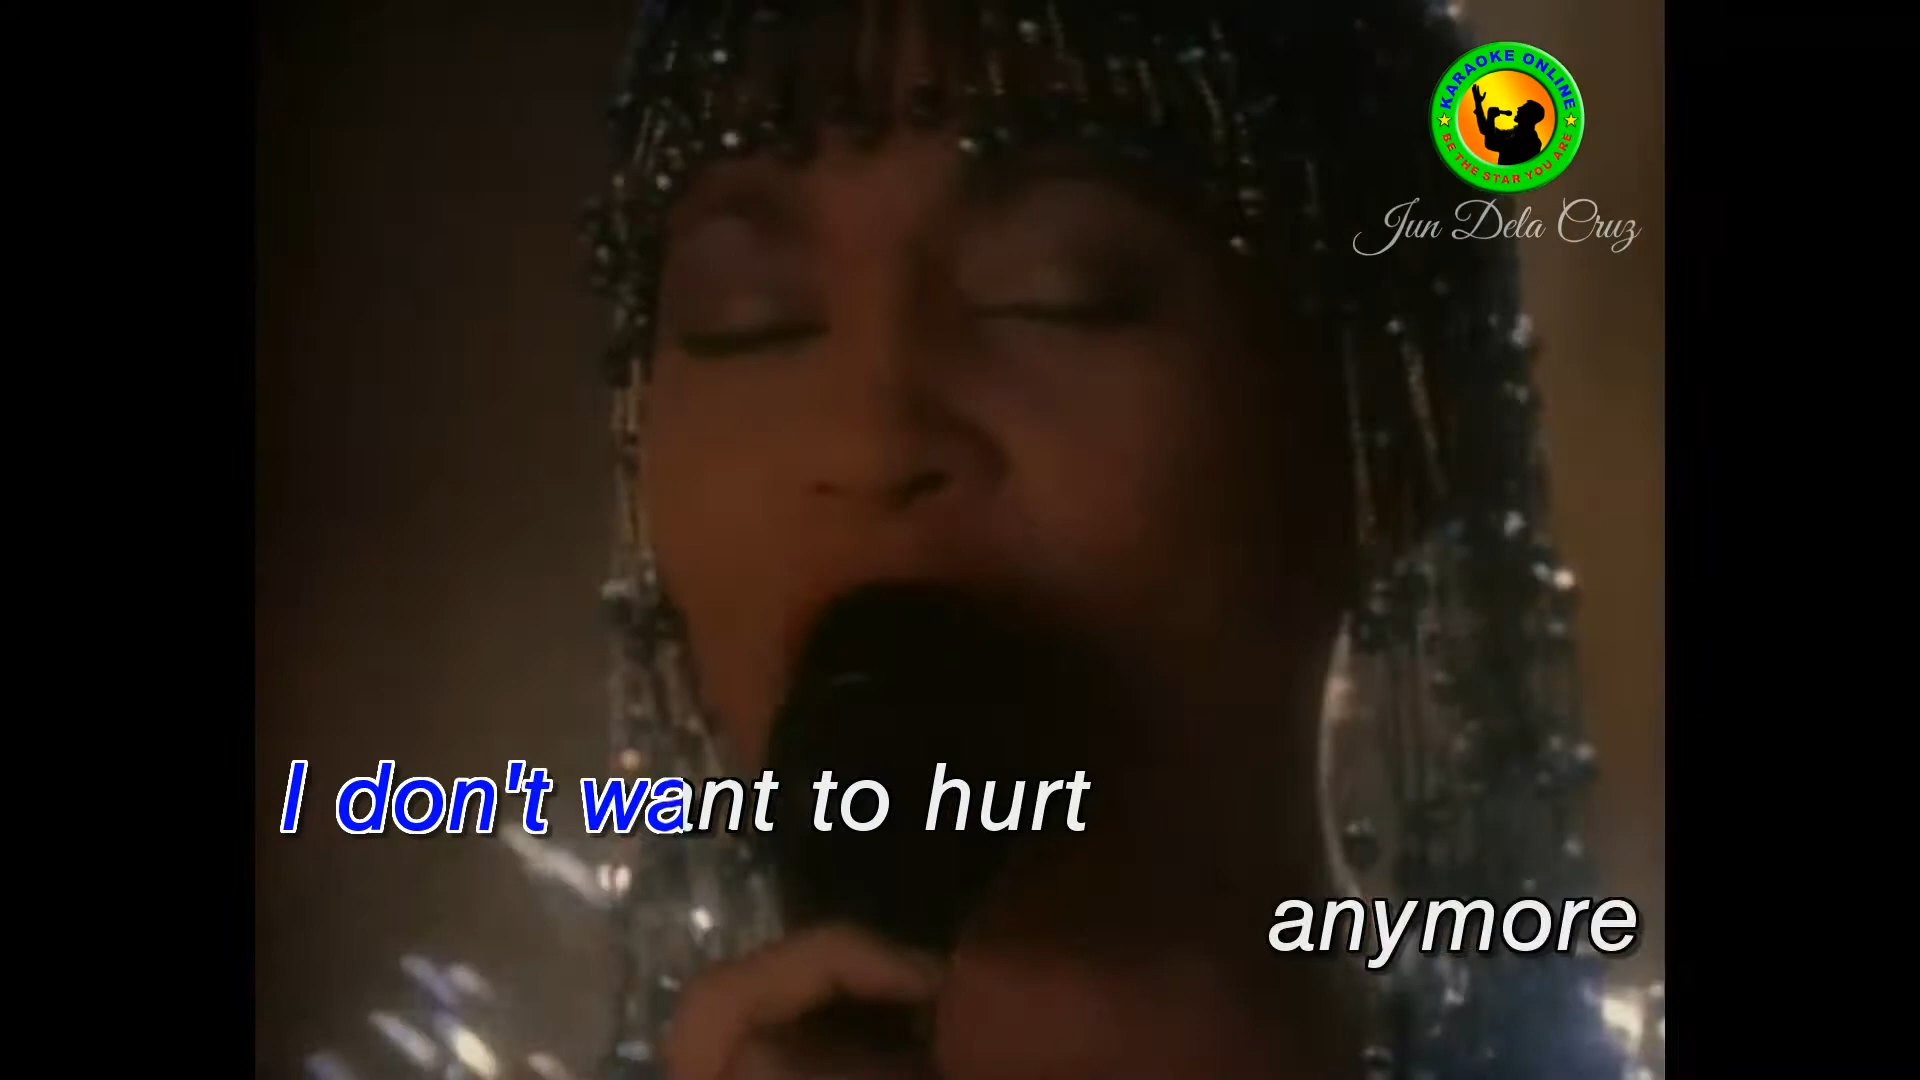 KARAOKE ONLINE
BE THE STAR YOU ARE
Jun Dela Cruz
I don't want to hurt
anymore